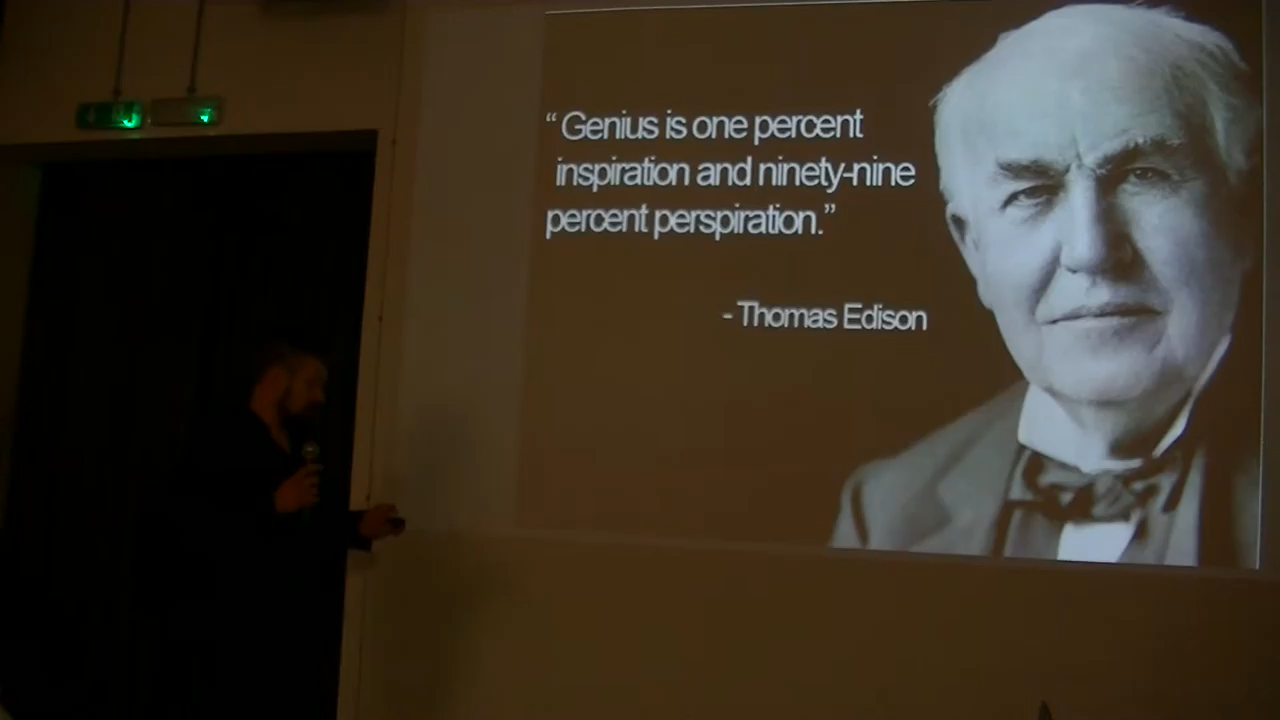 “ Genius is one percent
inspiration and ninety-nine
percent perspiration.”
- Thomas Edison